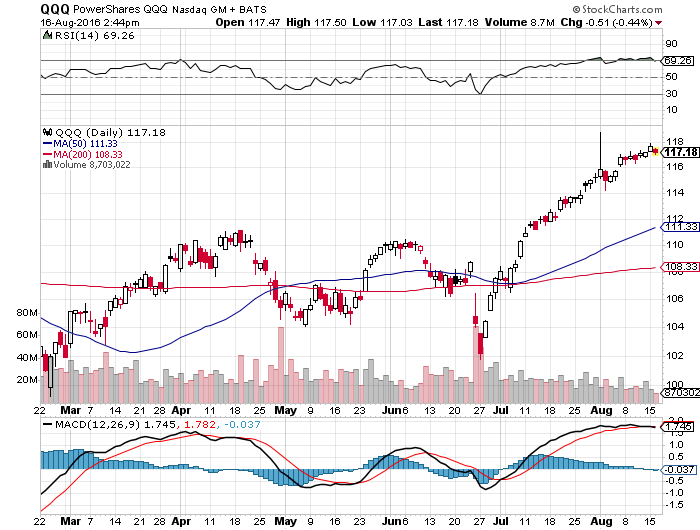 QQQ PowerShares QQQ Nasdaq GM + BATS © StockCharts.com
16-Aug-2016 2:44pm Open 117.47 High 117.50 Low 117.03 Last 117.18 Volume 8.7M Chg -0.51 (-0.44%)
RSI(14) 69.26
90
69.26
50
30
10
QQQ (Daily) 117.18
MA(50) 111.33
MA(200) 108.33
Volume 8,703,022
118
117.18
116
114
112
111.33
110
108.33
106
104
102
100
80M
60M
40M
20M
8703022
22 Mar 7 14 21 28 Apr 11 18 25 May 9 16 23 Jun 6 13 20 27 Jul 11 18 25 Aug 8 15
MACD(12,26,9) 1.745, 1.782, -0.037
1.745
1.0
0.5
-0.037
-0.5
-1.0
-1.5
22 Mar 7 14 21 28 Apr 11 18 25 May 9 16 23 Jun 6 13 20 27 Jul 11 18 25 Aug 8 15